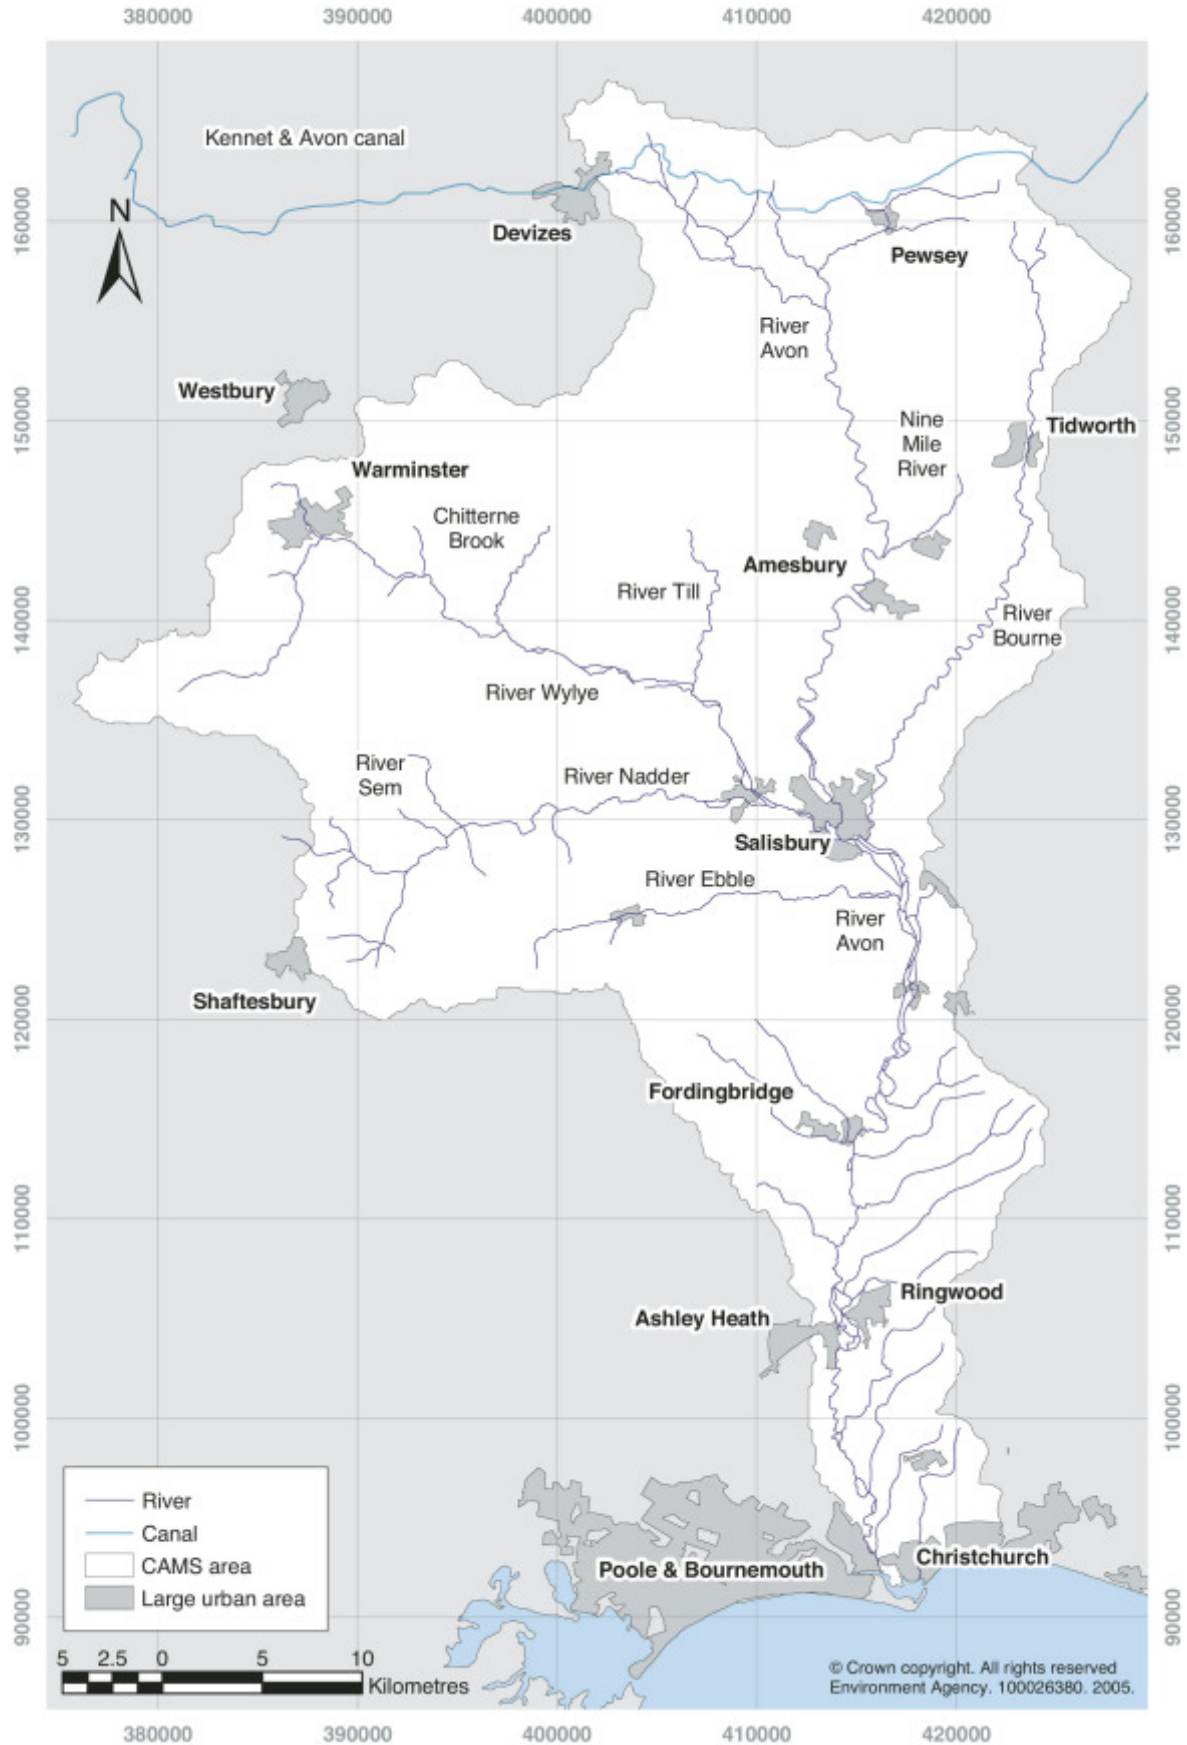 380000 390000 400000 410000 420000
Kennet & Avon canal
N
160000
160000
Devizes
Pewsey
River
Avon
Westbury
150000
150000
Nine
Mile
River
Tidworth
Warminster
Chitterne
Brook
Amesbury
River Till
140000
140000
River
Bourne
River Wylye
River
Sem
River Nadder
130000
130000
Salisbury
River Ebble
River
Avon
Shaftesbury
120000
120000
Fordingbridge
110000
110000
Ringwood
Ashley Heath
100000
100000
River
Canal
CAMS area
Large urban area
Poole & Bournemouth
Christchurch
90000
90000
5 2.5 0 5 10
Kilometres
© Crown copyright. All rights reserved
Environment Agency. 100026380. 2005.
380000 390000 400000 410000 420000